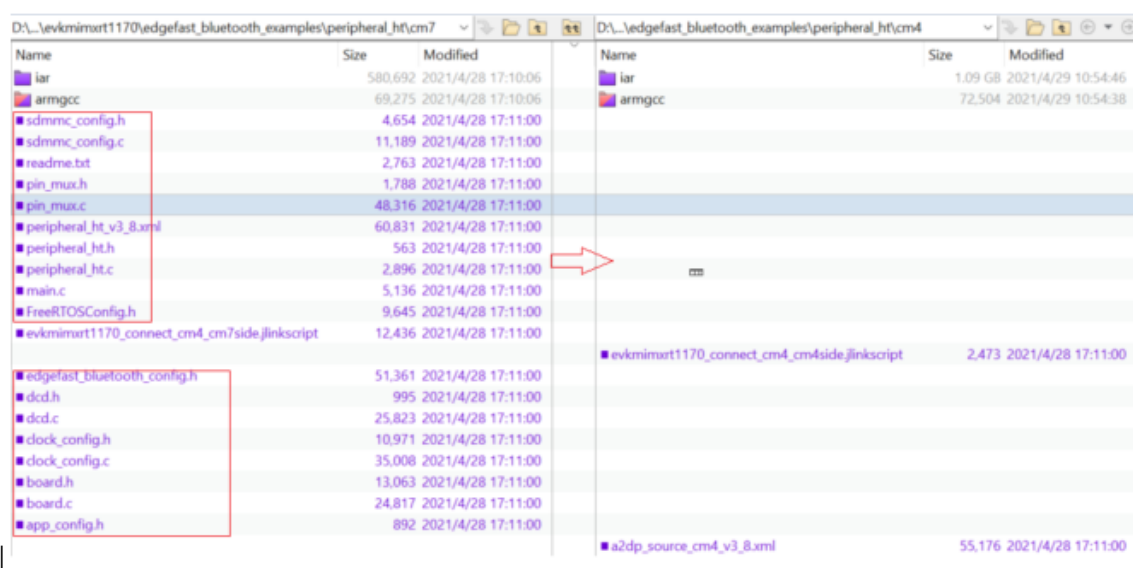 D:\...\evkmimxrt1170\edgefast_bluetooth_examples\peripheral_ht\cm7 D:\...\edgefast_bluetooth_examples\peripheral_ht\cm4
Name Size Modified Name Size Modified
iar 580,692 2021/4/28 17:10:06 iar 1.09 GB 2021/4/29 10:54:46
armgcc 69,275 2021/4/28 17:10:06 armgcc 72,504 2021/4/29 10:54:38
sdmmc_config.h 4,654 2021/4/28 17:11:00
sdmmc_config.c 11,189 2021/4/28 17:11:00
readme.txt 2,763 2021/4/28 17:11:00
pin_mux.h 1,788 2021/4/28 17:11:00
pin_mux.c 48,316 2021/4/28 17:11:00
peripheral_ht_v3_8.xml 60,831 2021/4/28 17:11:00
peripheral_ht.h 563 2021/4/28 17:11:00
peripheral_ht.c 2,896 2021/4/28 17:11:00
main.c 5,136 2021/4/28 17:11:00
FreeRTOSConfig.h 9,645 2021/4/28 17:11:00
evkmimxrt1170_connect_cm4_cm7side.jlinkscript 12,436 2021/4/28 17:11:00
evkmimxrt1170_connect_cm4_cm4side.jlinkscript 2,473 2021/4/28 17:11:00
edgefast_bluetooth_config.h 51,361 2021/4/28 17:11:00
dcd.h 995 2021/4/28 17:11:00
dcd.c 25,823 2021/4/28 17:11:00
clock_config.h 10,971 2021/4/28 17:11:00
clock_config.c 35,008 2021/4/28 17:11:00
board.h 13,063 2021/4/28 17:11:00
board.c 24,817 2021/4/28 17:11:00
app_config.h 892 2021/4/28 17:11:00
a2dp_source_cm4_v3_8.xml 55,176 2021/4/28 17:11:00